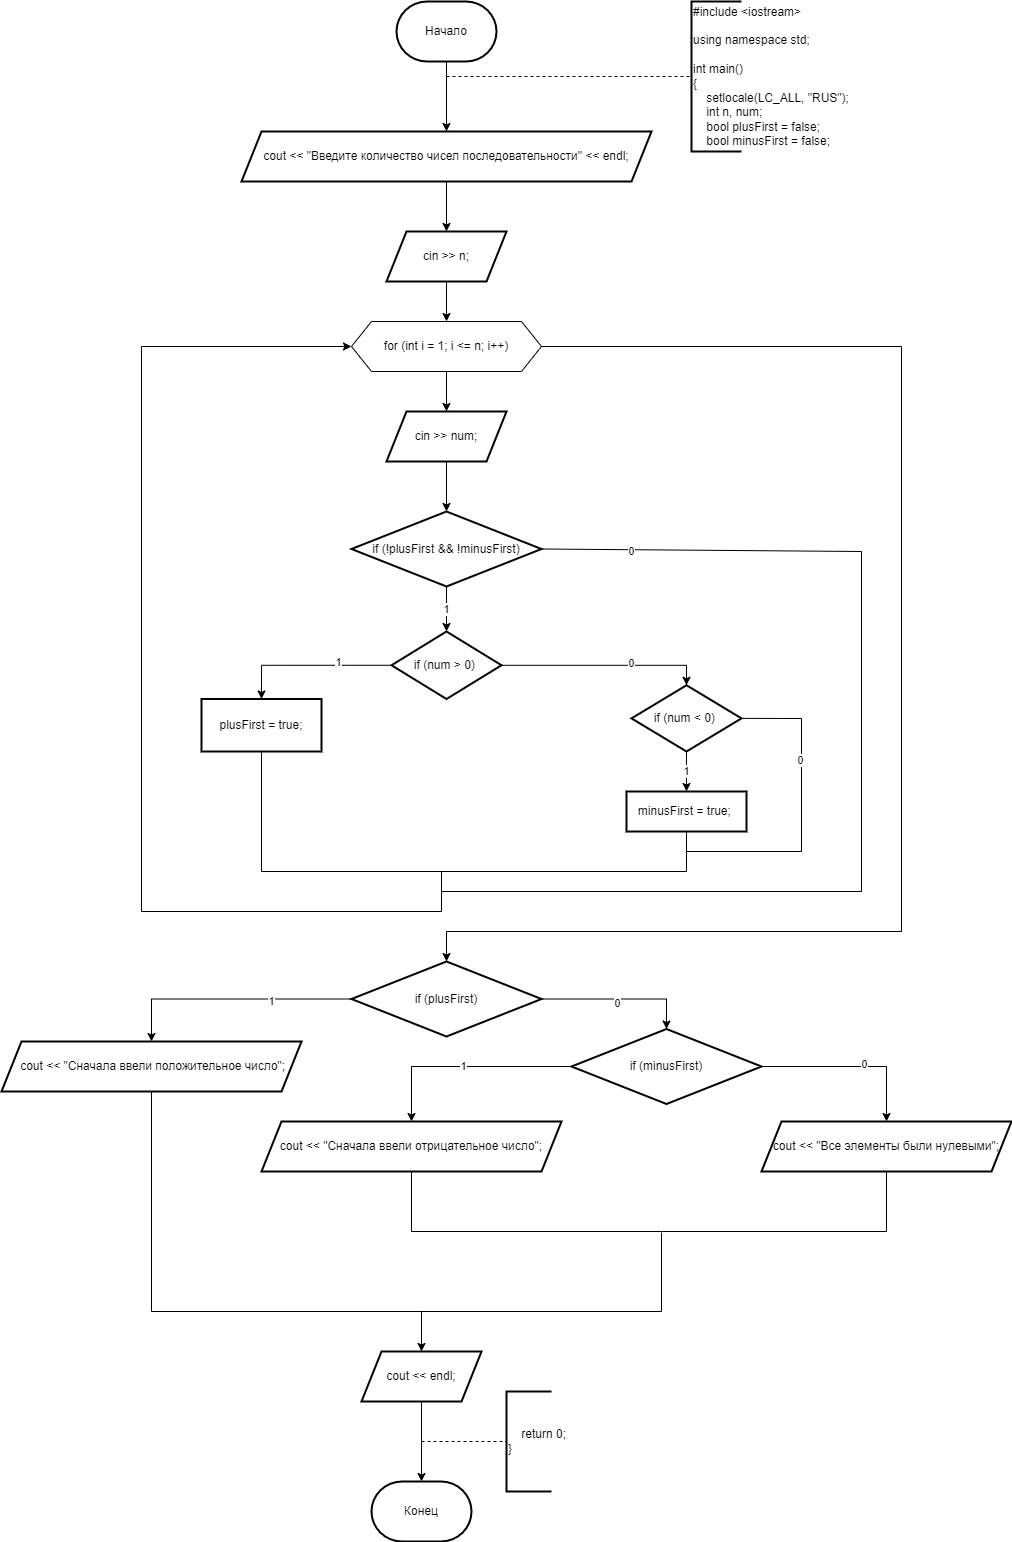 Начало
#include <iostream>
using namespace std;
int main()
{
setlocale(LC_ALL, "RUS");
int n, num;
bool plusFirst = false;
bool minusFirst = false;
cout << "Введите количество чисел последовательности" << endl;
cin >> n;
for (int i = 1; i <= n; i++)
cin >> num;
if (!plusFirst && !minusFirst)
0
1
if (num > 0)
1
0
if (num < 0)
plusFirst = true;
0
1
minusFirst = true;
if (plusFirst)
1
0
cout << "Сначала ввели положительное число";
if (minusFirst)
1
0
cout << "Сначала ввели отрицательное число";
cout << "Все элементы были нулевыми";
cout << endl;
return 0;
}
Конец